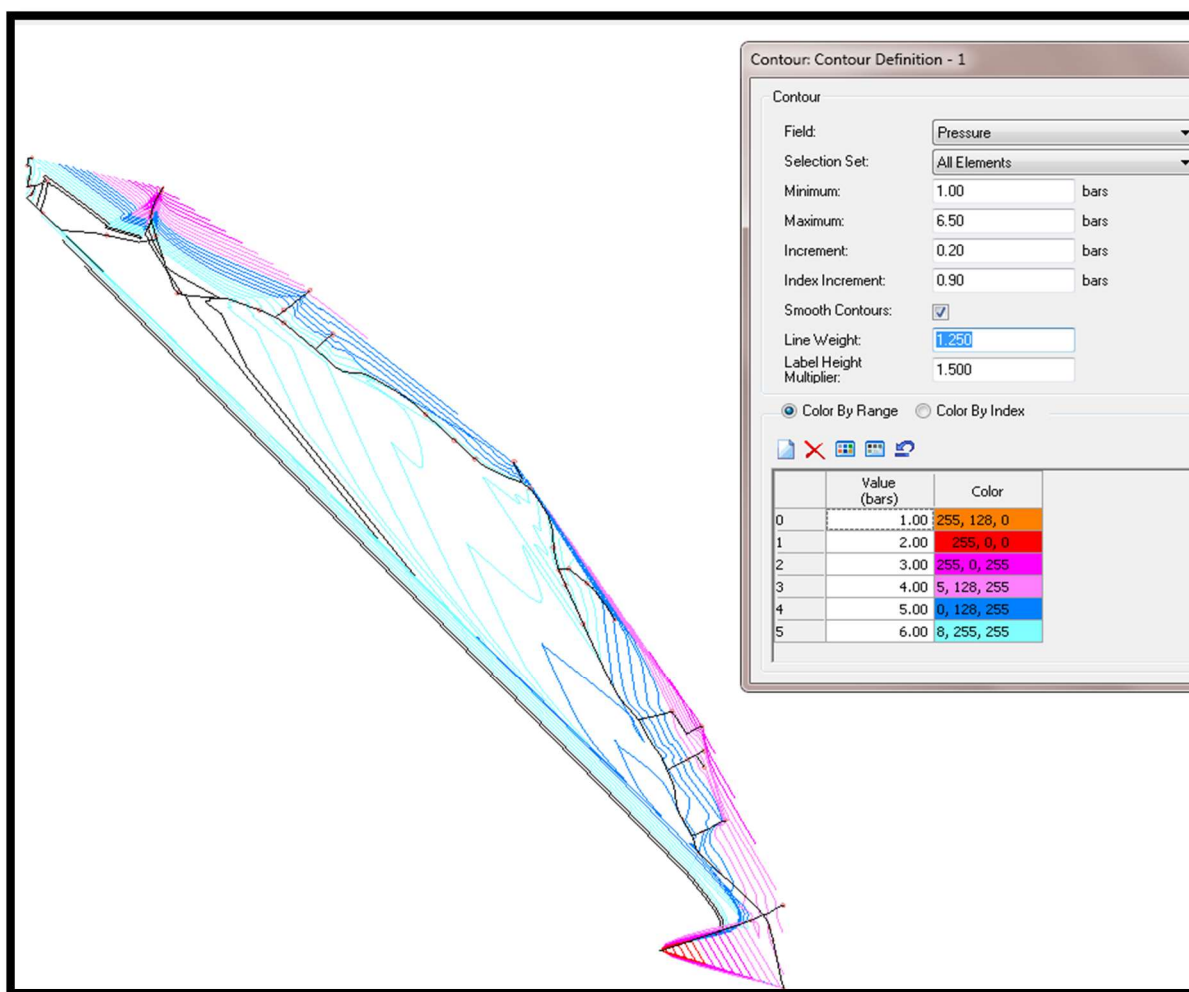 Contour: Contour Definition - 1
Contour
Field: Pressure
Selection Set: All Elements
Minimum: 1.00 bars
Maximum: 6.50 bars
Increment: 0.20 bars
Index Increment: 0.90 bars
Smooth Contours:
Line Weight: 1.250
Label Height
Multiplier: 1.500
Color By Range Color By Index
Value
(bars) Color
0 1.00 255, 128, 0
1 2.00 255, 0, 0
2 3.00 255, 0, 255
3 4.00 5, 128, 255
4 5.00 0, 128, 255
5 6.00 8, 255, 255